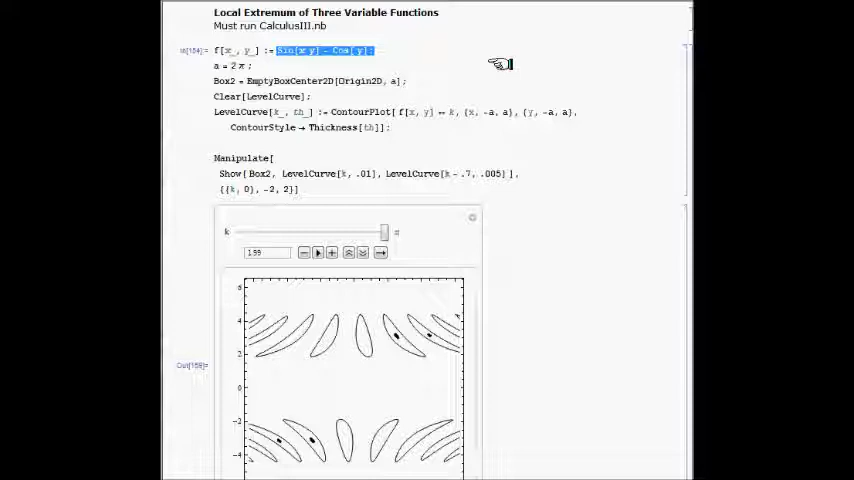 Local Extremum of Three Variable Functions
Must run CalculusIII.nb
In[154]:= f[x_, y_] := Sin[x y] - Cos[ y];
a = 2 π ;
Box2 = EmptyBoxCenter2D[Origin2D, a];
Clear[LevelCurve];
LevelCurve[k_, th_] := ContourPlot[ f[x, y] == k, {x, -a, a}, {y, -a, a},
ContourStyle → Thickness[th]];
Manipulate[
Show[ Box2, LevelCurve[k, .01], LevelCurve[k - .7, .005] ],
{{k, 0}, -2, 2}]
k
1.99
6
4
2
0
-2
-4